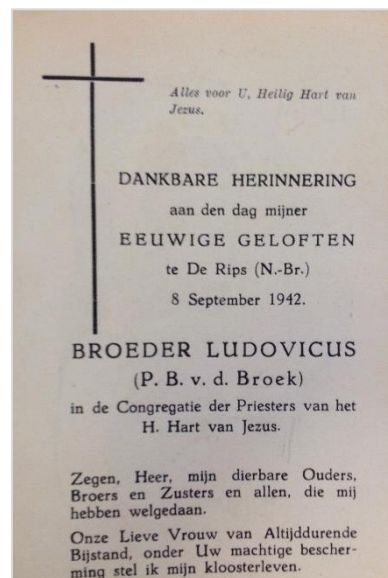 Alles voor U, Heilig Hart van
Jezus.
DANKBARE HERINNERING
aan den dag mijner
EEUWIGE GELOFTEN
te De Rips (N.-Br.)
8 September 1942.
BROEDER LUDOVICUS
(P. B. v. d. Broek)
in de Congregatie der Priesters van het
H. Hart van Jezus.
Zegen, Heer, mijn dierbare Ouders,
Broers en Zusters en allen, die mij
hebben welgedaan.
Onze Lieve Vrouw van Altijddurende
Bijstand, onder Uw machtige bescher-
ming stel ik mijn kloosterleven.